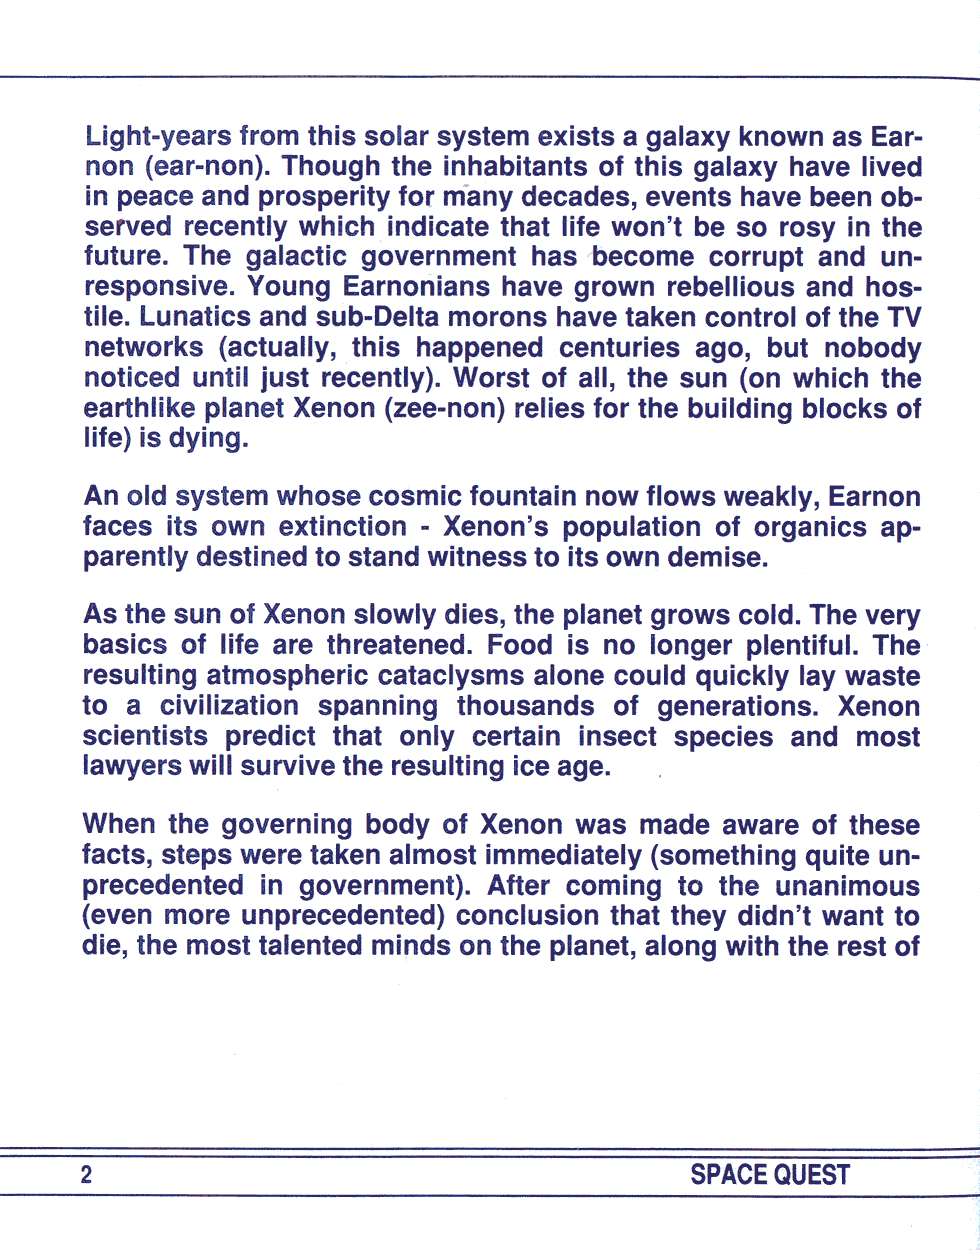 Light-years from this solar system exists a galaxy known as Ear-
non (ear-non). Though the inhabitants of this galaxy have lived
in peace and prosperity for many decades, events have been ob-
served recently which indicate that life won't be so rosy in the
future. The galactic government has become corrupt and un-
responsive. Young Earnonians have grown rebellious and hos-
tile. Lunatics and sub-Delta morons have taken control of the TV
networks (actually, this happened centuries ago, but nobody
noticed until just recently). Worst of all, the sun (on which the
earthlike planet Xenon (zee-non) relies for the building blocks of
life) is dying.

An old system whose cosmic fountain now flows weakly, Earnon
faces its own extinction - Xenon's population of organics ap-
parently destined to stand witness to its own demise.

As the sun of Xenon slowly dies, the planet grows cold. The very
basics of life are threatened. Food is no longer plentiful. The
resulting atmospheric cataclysms alone could quickly lay waste
to a civilization spanning thousands of generations. Xenon
scientists predict that only certain insect species and most
lawyers will survive the resulting ice age.

When the governing body of Xenon was made aware of these
facts, steps were taken almost immediately (something quite un-
precedented in government). After coming to the unanimous
(even more unprecedented) conclusion that they didn't want to
die, the most talented minds on the planet, along with the rest of

2 SPACE QUEST